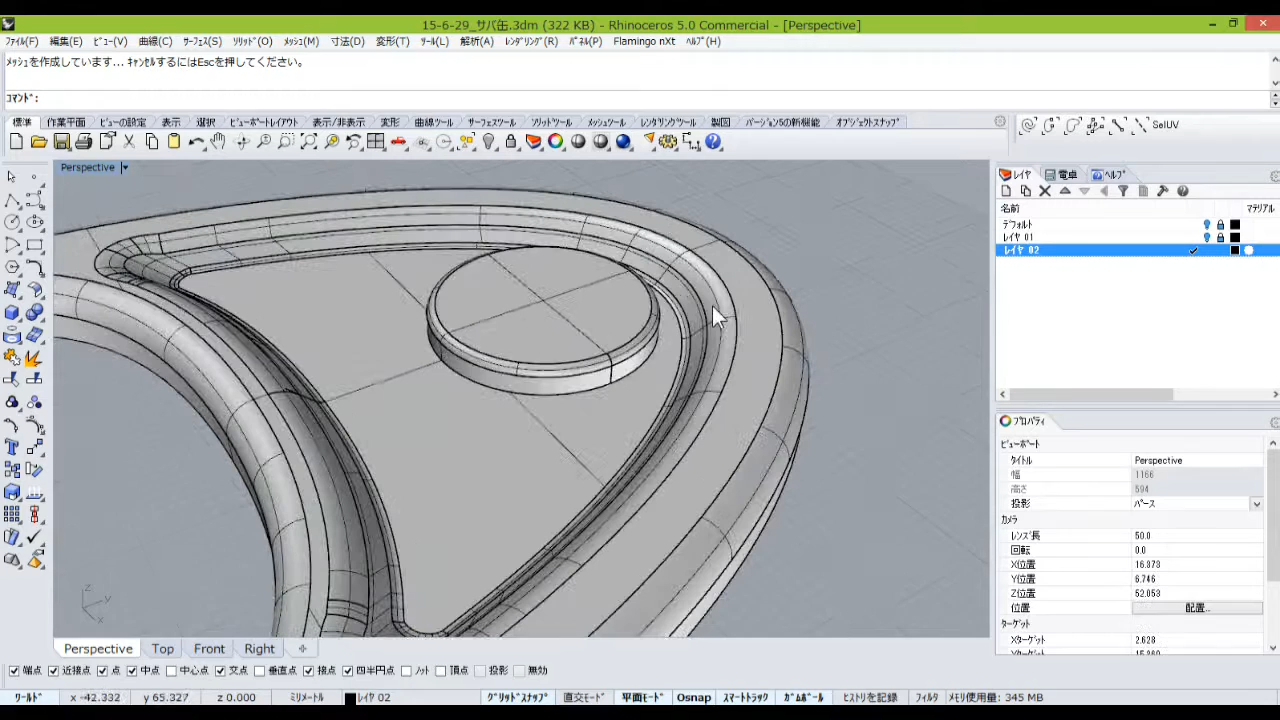 15-6-29_サバ缶.3dm (322 KB) - Rhinoceros 5.0 Commercial - [Perspective]
ﾌｧｲﾙ(F) 編集(E) ﾋﾞｭｰ(V) 曲線(C) ｻｰﾌｪｽ(S) ｿﾘｯﾄﾞ(O) ﾒｯｼｭ(M) 寸法(D) 変形(T) ﾂｰﾙ(L) 解析(A) ﾚﾝﾀﾞﾘﾝｸﾞ(R) ﾊﾟﾈﾙ(P) Flamingo nXt ﾍﾙﾌﾟ(H)
ﾒｯｼｭを作成しています... ｷｬﾝｾﾙするにはEscを押してください。
ｺﾏﾝﾄﾞ:
標準 作業平面 ビューの設定 表示 選択 ビューポートレイアウト 表示/非表示 変形 曲線ツール サーフェスツール ソリッドツール メッシュツール レンダリングツール 製図 バージョン5の新機能 オブジェクトスナップ
SelUV
Perspective
ﾚｲﾔ 電卓 ﾍﾙﾌﾟ
名前 マテリアル
デフォルト
レイヤ 01
レイヤ 02
プロパティ
ﾋﾞｭｰﾎﾟｰﾄ
ﾀｲﾄﾙ Perspective
幅 1166
高さ 594
投影 ﾊﾟｰｽ
ｶﾒﾗ
ﾚﾝｽﾞ長 50.0
回転 0.0
X位置 16.873
Y位置 6.746
Z位置 52.053
位置 配置...
ﾀｰｹﾞｯﾄ
Xﾀｰｹﾞｯﾄ 2.628
z
y
x
Perspective Top Front Right
端点 近接点 点 中点 中心点 交点 垂直点 接点 四半円点 ﾉｯﾄ 頂点 投影 無効
ﾜｰﾙﾄﾞ x -42.332 y 65.327 z 0.000 ﾐﾘﾒｰﾄﾙ ﾚｲﾔ 02 ｸﾞﾘｯﾄﾞｽﾅｯﾌﾟ 直交ﾓｰﾄﾞ 平面ﾓｰﾄﾞ Osnap ｽﾏｰﾄﾄﾗｯｸ ｶﾞﾑﾎﾞｰﾙ ﾋｽﾄﾘを記録 ﾌｨﾙﾀ ﾒﾓﾘ使用量: 345 MB